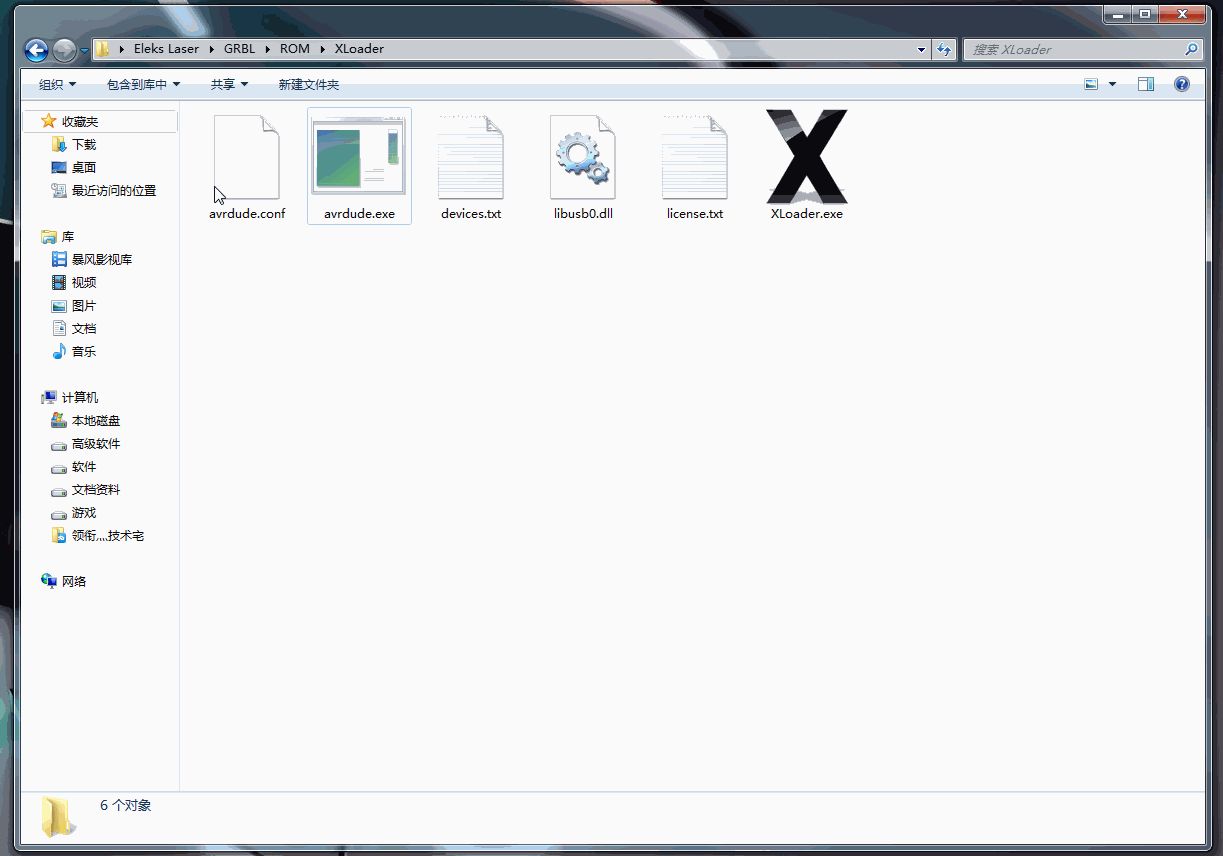 Eleks Laser GRBL ROM XLoader
搜索 XLoader
组织 包含到库中 共享 新建文件夹
收藏夹
下载
桌面
最近访问的位置
库
暴风影视库
视频
图片
文档
音乐
计算机
本地磁盘
高级软件
软件
文档资料
游戏
领衔,,,,技术宅
网络
avrdude.conf
avrdude.exe
devices.txt
libusb0.dll
license.txt
XLoader.exe
6 个对象